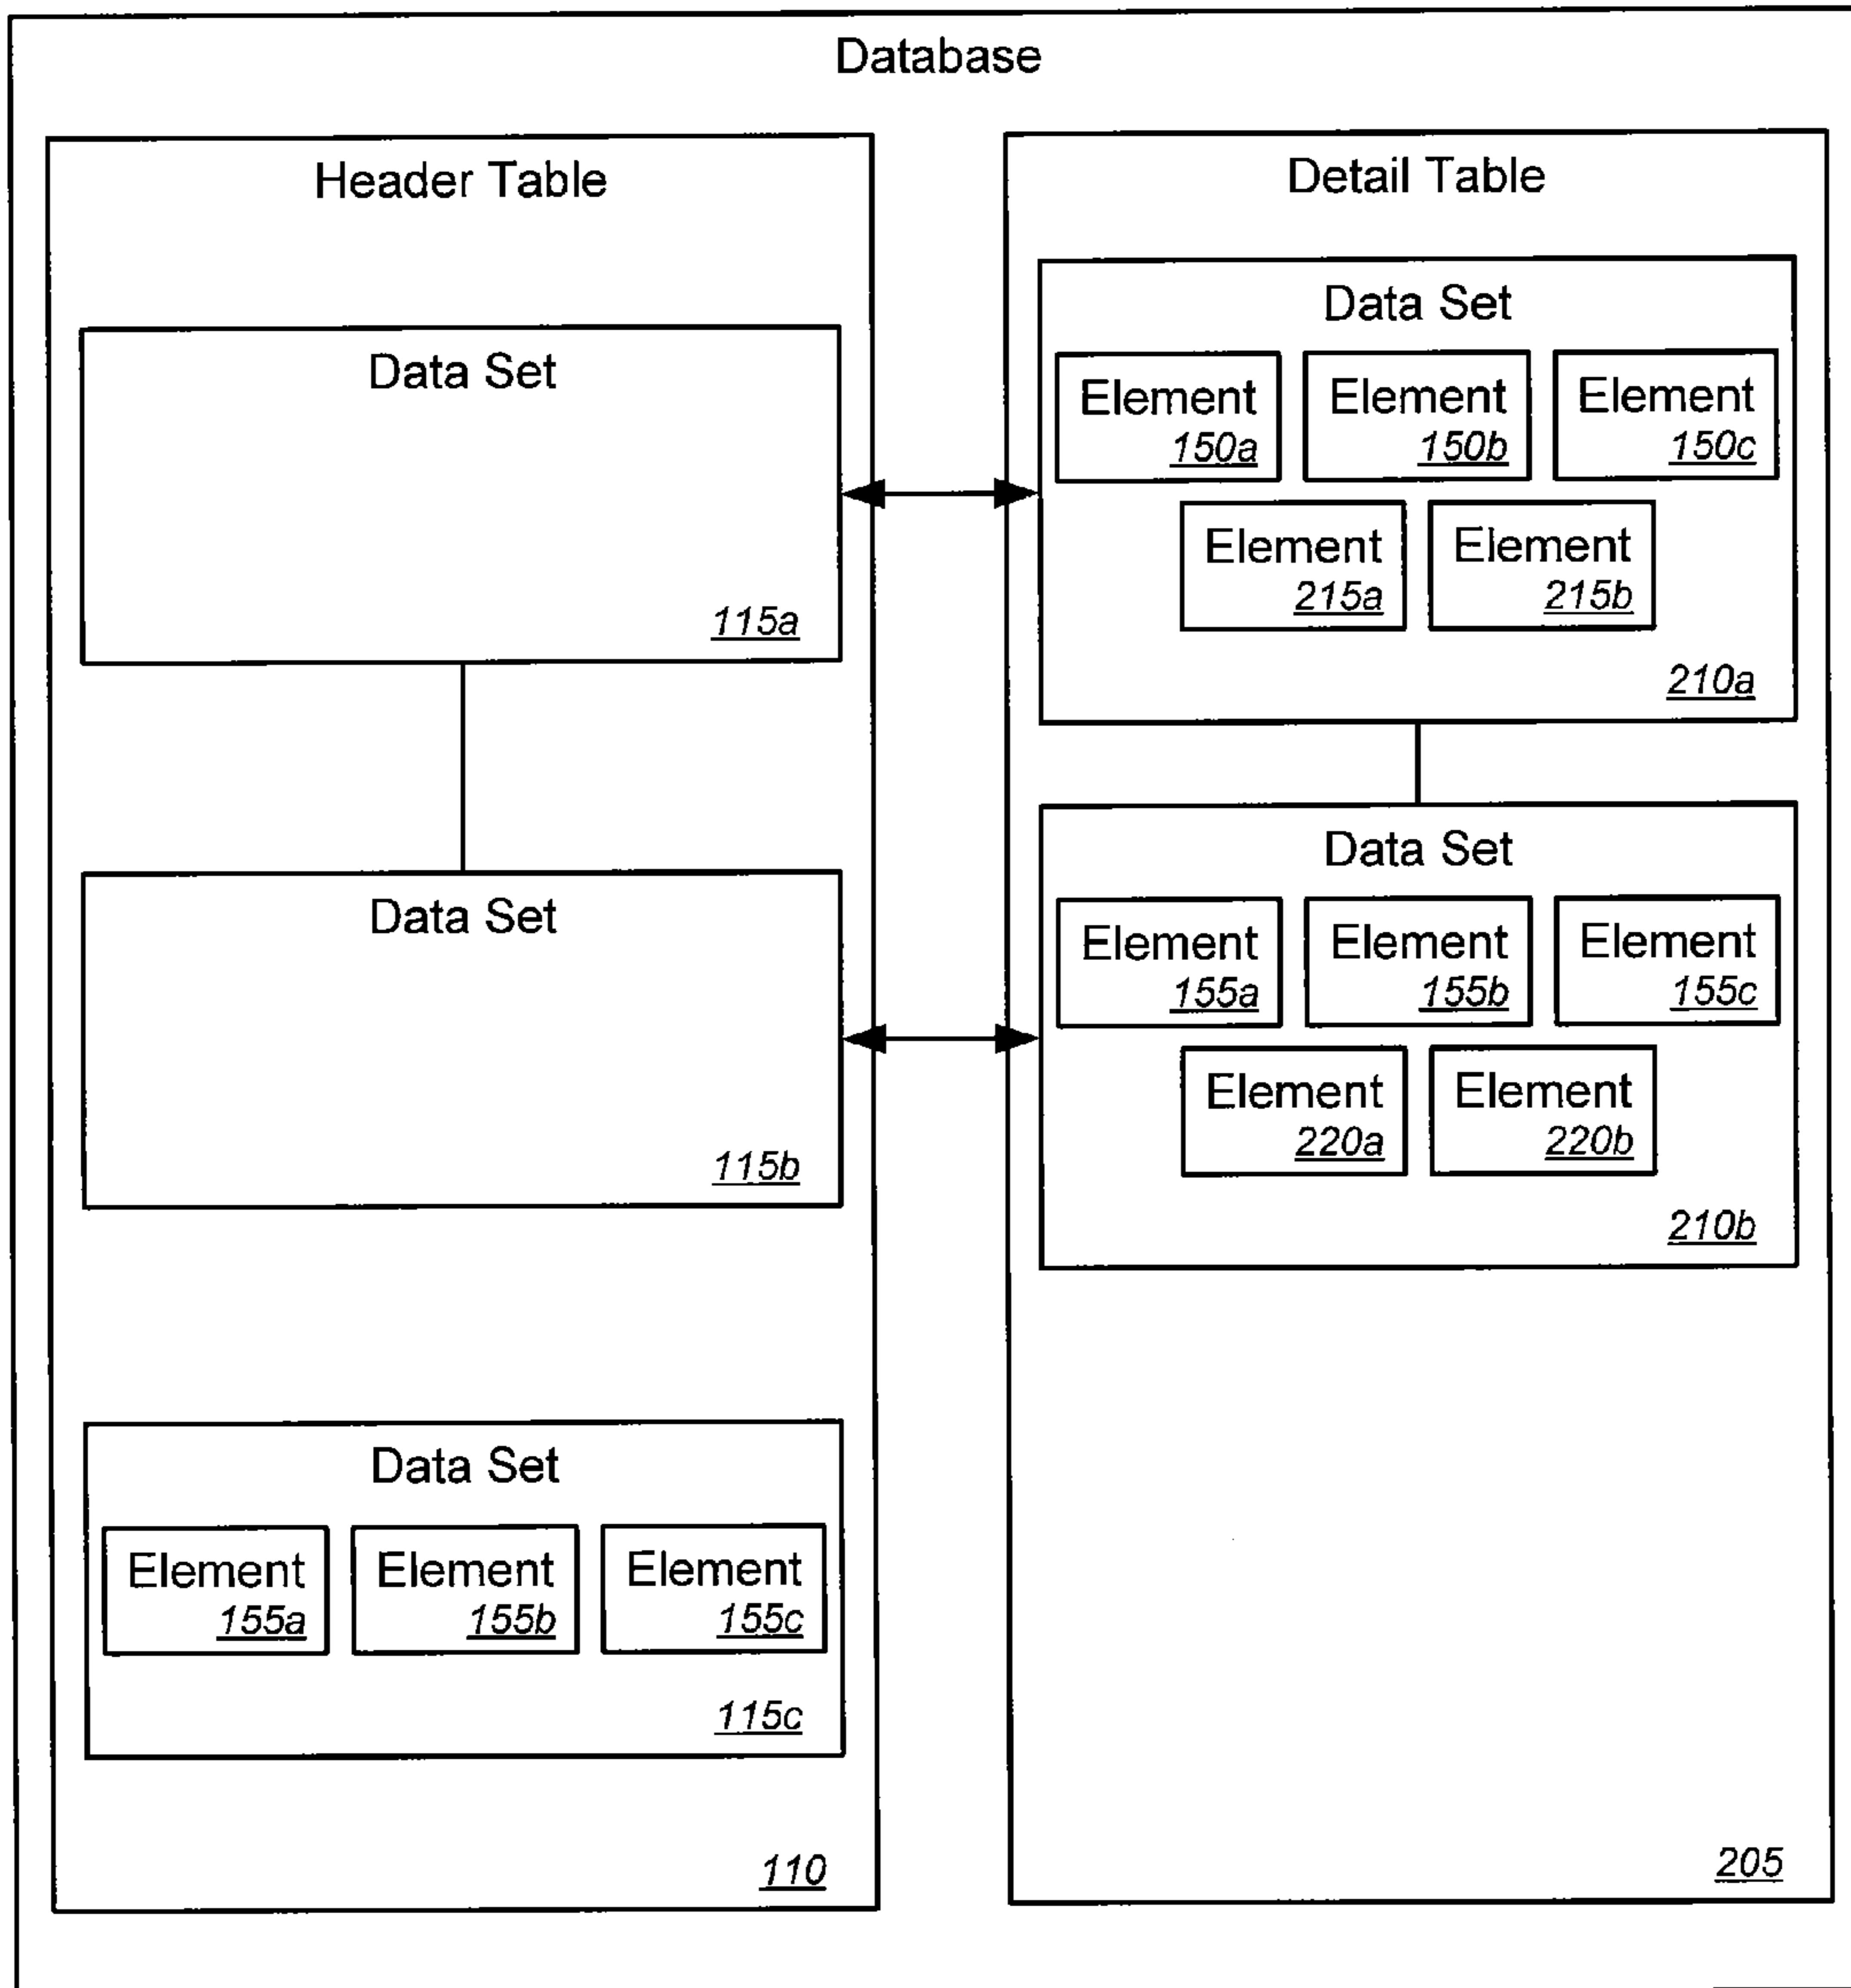 Database
Header Table
Data Set
115a
Data Set
115b
Data Set
Element Element Element
155a 155b 155c
115c
110
Detail Table
Data Set
Element Element Element
150a 150b 150c
Element Element
215a 215b
210a
Data Set
Element Element Element
155a 155b 155c
Element Element
220a 220b
210b
205